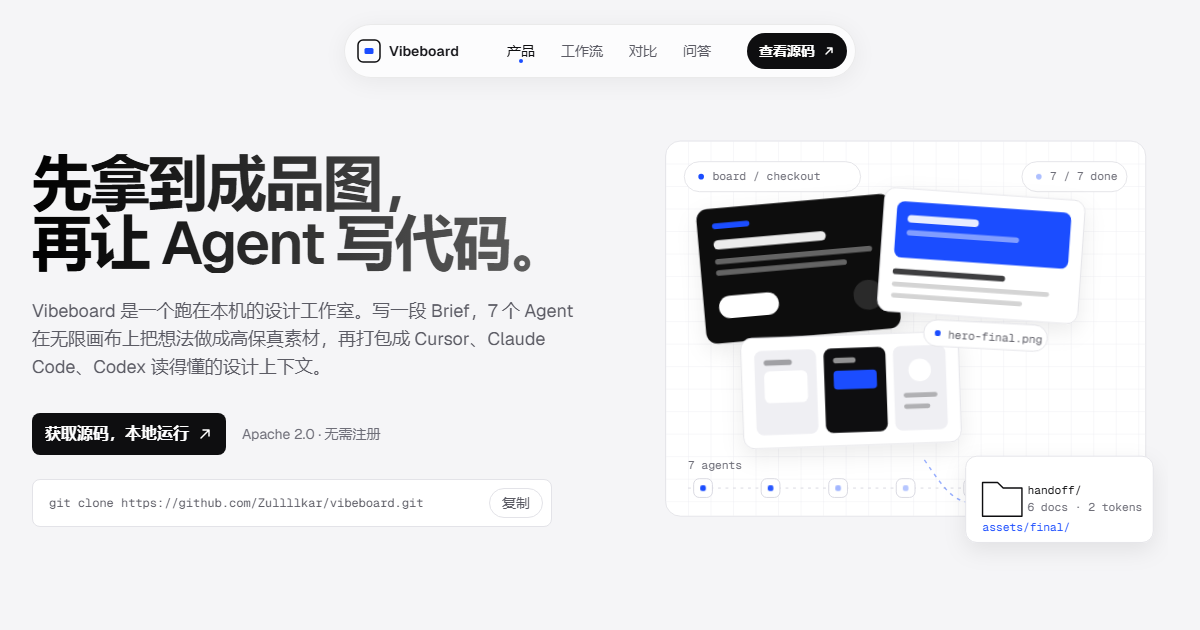 Vibeboard 产品 工作流 对比 问答 查看源码 ↗
先拿到成品图，
再让 Agent 写代码。
Vibeboard 是一个跑在本机的设计工作室。写一段 Brief，7 个 Agent
在无限画布上把想法做成高保真素材，再打包成 Cursor、Claude
Code、Codex 读得懂的设计上下文。
获取源码，本地运行 ↗
Apache 2.0 · 无需注册
git clone https://github.com/Zullllkar/vibeboard.git
复制
board / checkout
7 / 7 done
hero-final.png
7 agents
handoff/
6 docs · 2 tokens
assets/final/